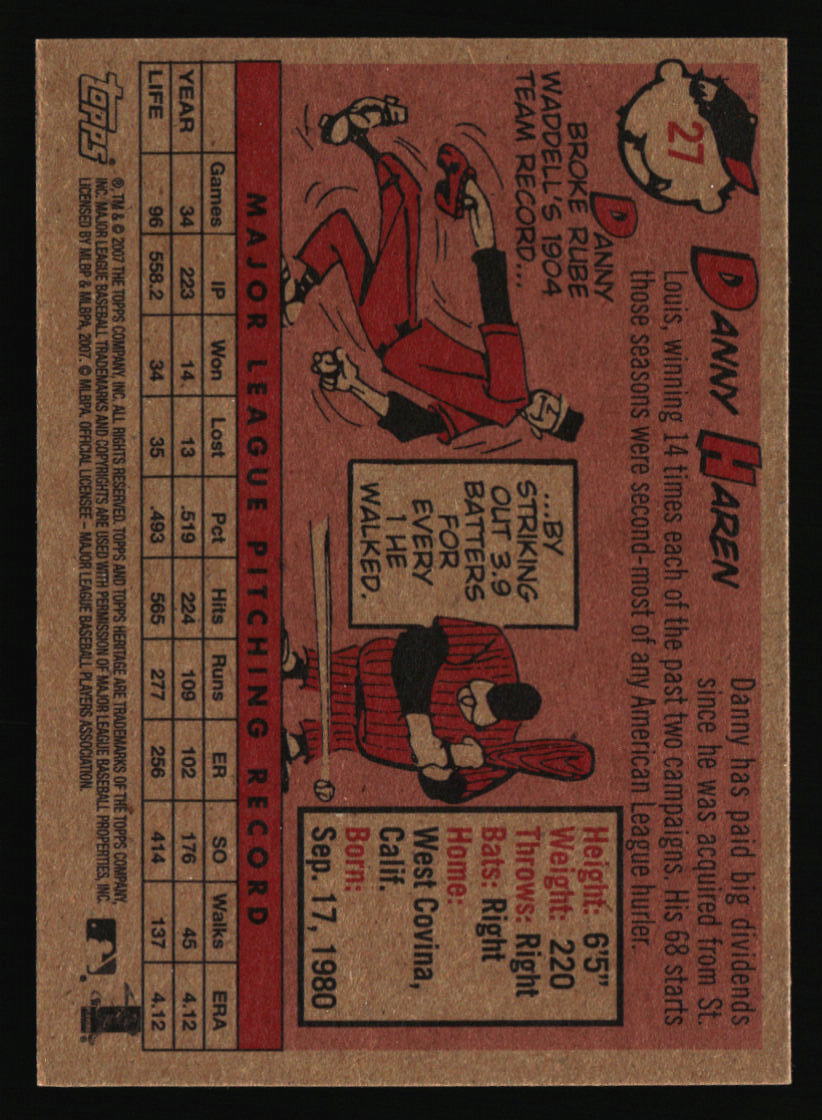 27
DANNY HAREN
Danny has paid big dividends
since he was acquired from St.
Louis, winning 14 times each of the past two campaigns. His 68 starts
those seasons were second-most of any American League hurler.
DANNY
BROKE RUBE
WADDELL'S 1904
TEAM RECORD...
...BY
STRIKING
OUT 3.9
BATTERS
FOR
EVERY
1 HE
WALKED.
Height: 6'5"
Weight: 220
Throws: Right
Bats: Right
Home:
West Covina,
Calif.
Born:
Sep. 17, 1980
MAJOR LEAGUE PITCHING RECORD
Games IP Won Lost Pct Hits Runs ER SO Walks ERA
YEAR 34 223 14 13 .519 224 109 102 176 45 4.12
LIFE 96 558.2 34 35 .493 565 277 256 414 137 4.12
topps®
®, TM & © 2007 THE TOPPS COMPANY, INC. ALL RIGHTS RESERVED. TOPPS AND TOPPS HERITAGE ARE TRADEMARKS OF THE TOPPS COMPANY,
INC. MAJOR LEAGUE BASEBALL TRADEMARKS AND COPYRIGHTS ARE USED WITH PERMISSION OF MAJOR LEAGUE BASEBALL PROPERTIES, INC.
LICENSED BY MLBP & MLBPA, 2007. © MLBPA. OFFICIAL LICENSEE – MAJOR LEAGUE BASEBALL PLAYERS ASSOCIATION.